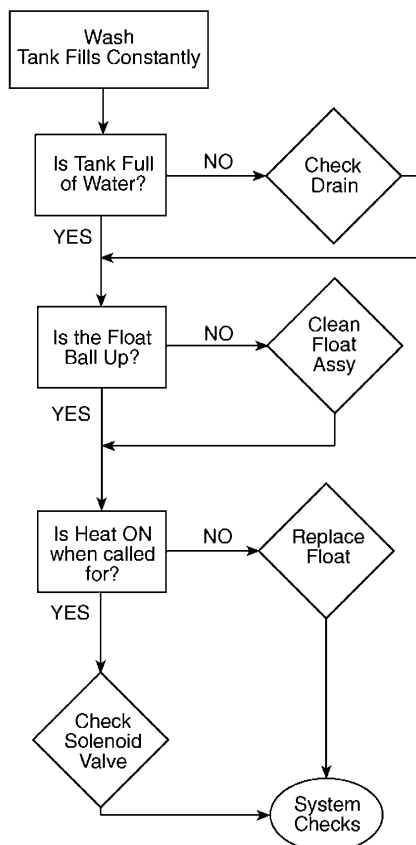 Wash
Tank Fills Constantly
Is Tank Full
of Water?
NO
Check
Drain
YES
Is the Float
Ball Up?
NO
Clean
Float
Assy
YES
Is Heat ON
when called
for?
NO
Replace
Float
YES
Check
Solenoid
Valve
System
Checks